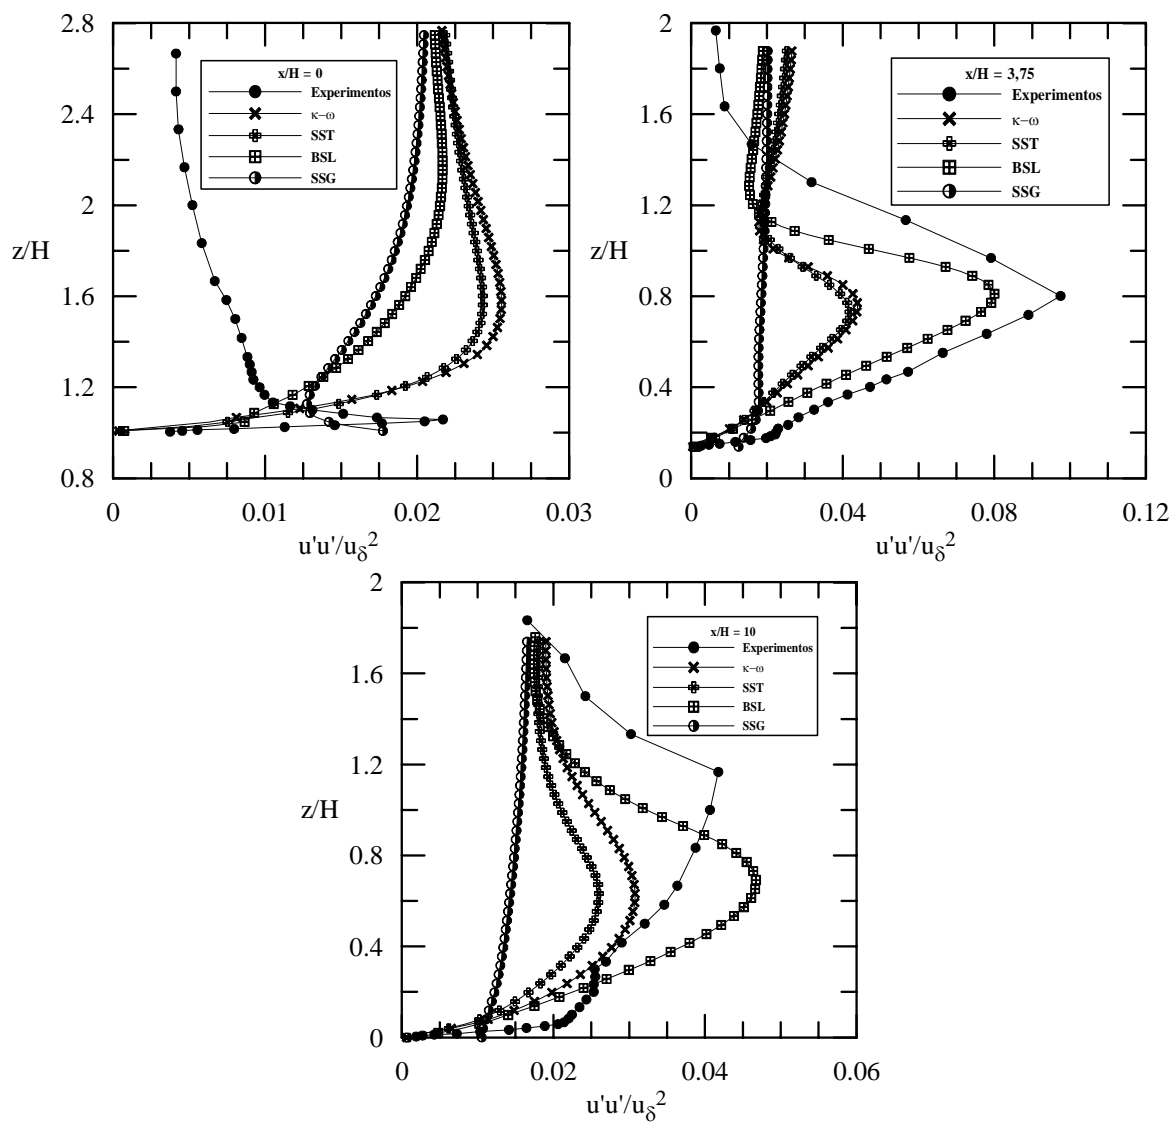 2.8
2.4
2
1.6
1.2
0.8
z/H
0
0.01
0.02
0.03
u'u'/uδ²
x/H = 0
Experimentos
κ−ω
SST
BSL
SSG
2
1.6
1.2
0.8
0.4
0
z/H
0
0.04
0.08
0.12
u'u'/uδ²
x/H = 3,75
Experimentos
κ−ω
SST
BSL
SSG
2
1.6
1.2
0.8
0.4
0
z/H
0
0.02
0.04
0.06
u'u'/uδ²
x/H = 10
Experimentos
κ−ω
SST
BSL
SSG